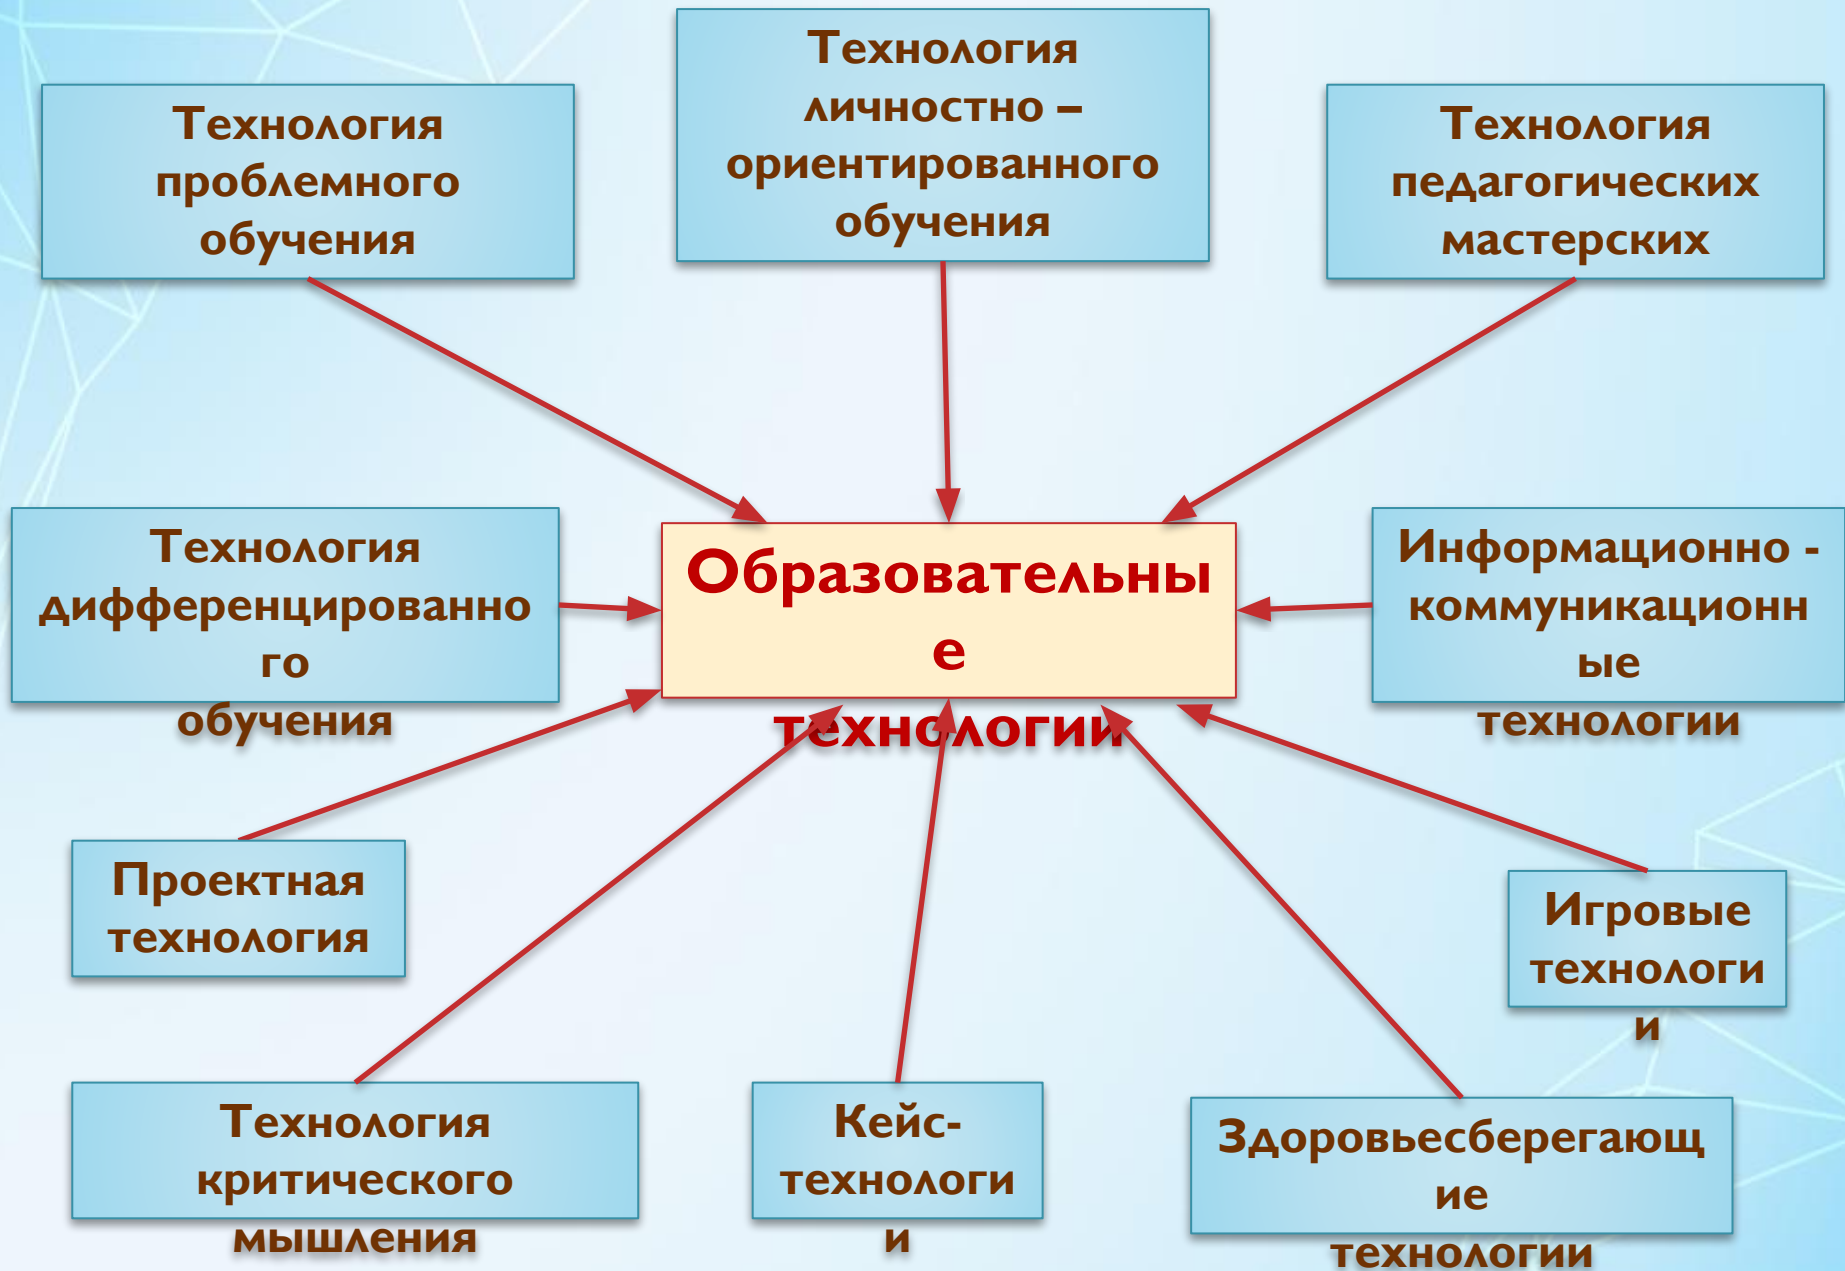 Технология
проблемного
обучения
Технология
личностно –
ориентированного
обучения
Технология
педагогических
мастерских
Технология
дифференцированно
го
обучения
Образовательны
е
технологии
Информационно -
коммуникационн
ые
технологии
Проектная
технология
Игровые
технологи
и
Технология
критического
мышления
Кейс-
технологи
и
Здоровьесберегающ
ие
технологии